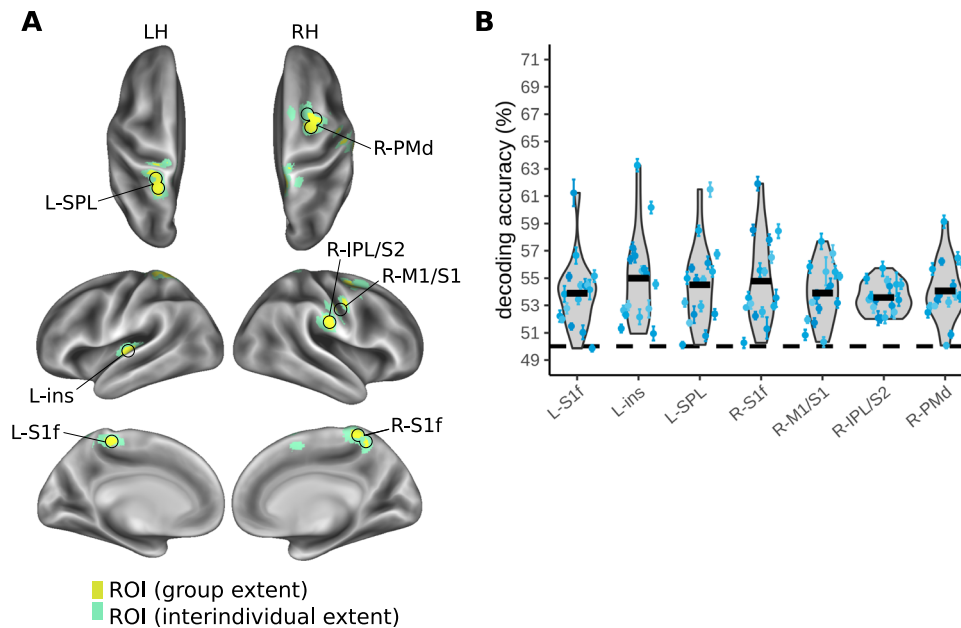 A
LH
RH
R-PMd
L-SPL
R-IPL/S2
R-M1/S1
L-ins
L-S1f
R-S1f
ROI (group extent)
ROI (interindividual extent)
B
decoding accuracy (%)
71
69
67
65
63
61
59
57
55
53
51
49
L-S1f
L-ins
L-SPL
R-S1f
R-M1/S1
R-IPL/S2
R-PMd